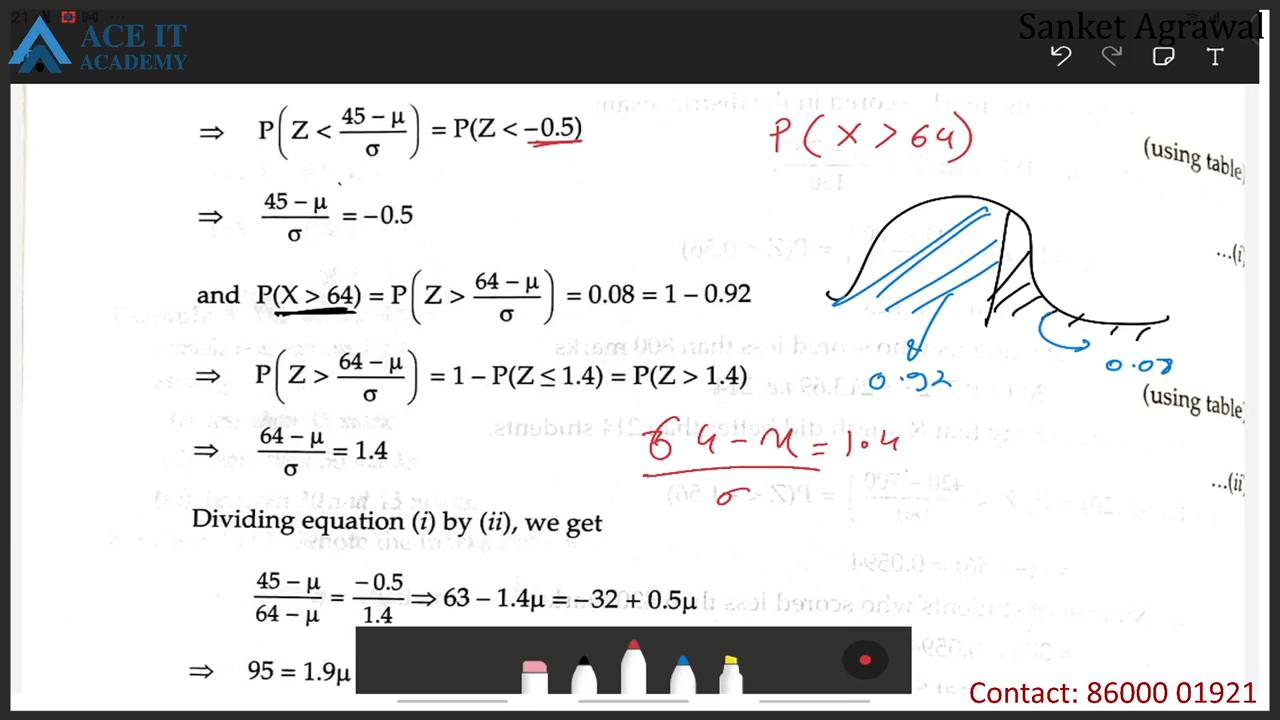 Sanket Agrawal
ACE IT
ACADEMY
T
⇒ P(Z < (45 – μ)/σ) = P(Z < –0.5)
P(X > 64)
(using table)
⇒ (45 – μ)/σ = –0.5
...(i)
and P(X > 64) = P(Z > (64 – μ)/σ) = 0.08 = 1 – 0.92
0.92
0.08
⇒ P(Z > (64 – μ)/σ) = 1 – P(Z ≤ 1.4) = P(Z > 1.4)
(using table)
⇒ (64 – μ)/σ = 1.4
(64 – x)/σ = 1.4
...(ii)
Dividing equation (i) by (ii), we get
(45 – μ)/(64 – μ) = –0.5/1.4 ⇒ 63 – 1.4μ = –32 + 0.5μ
⇒ 95 = 1.9μ
Contact: 86000 01921